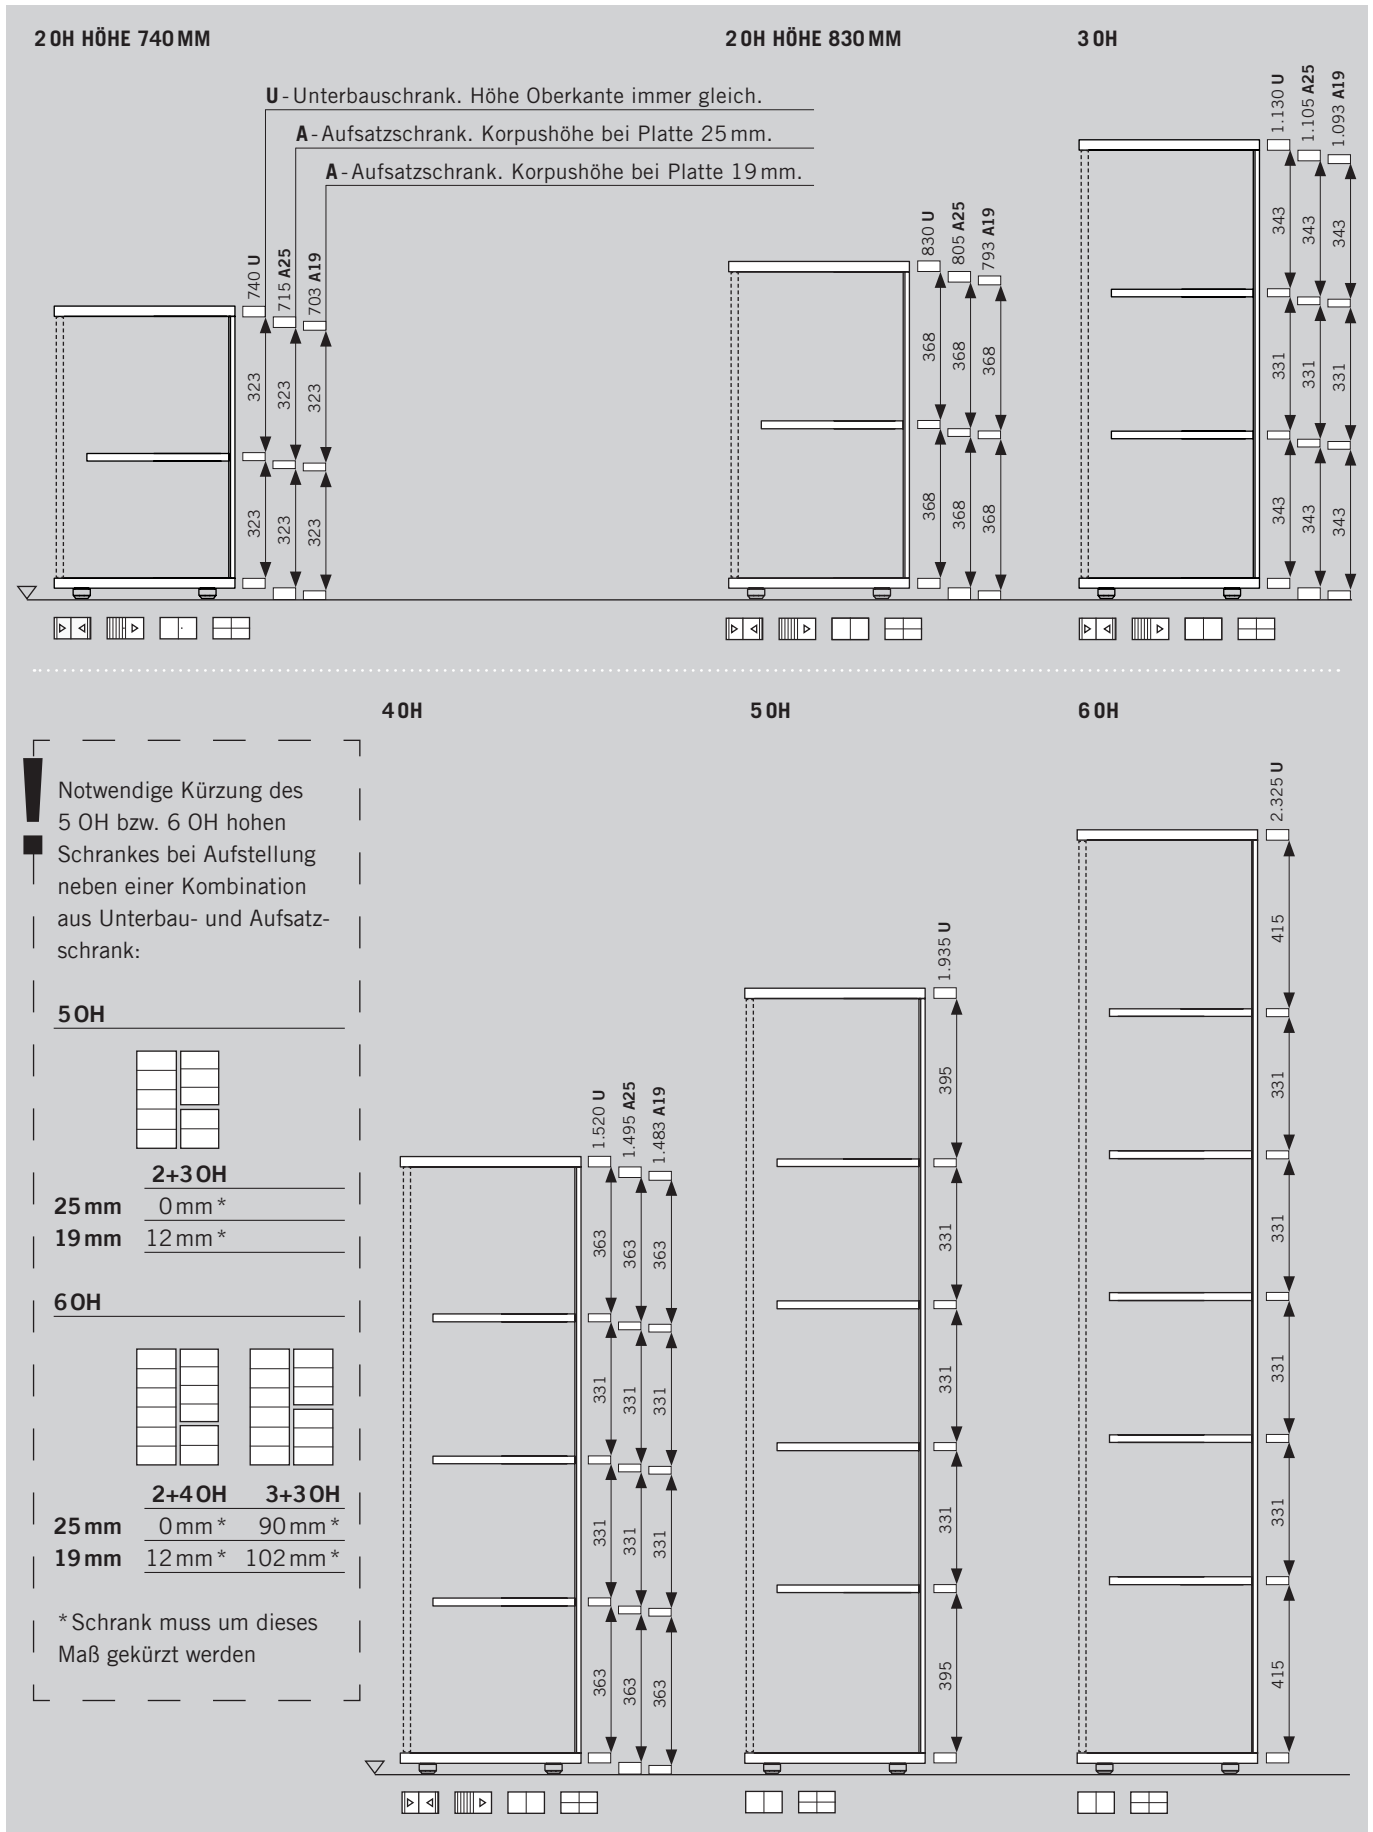 2 OH HÖHE 740 MM
2 OH HÖHE 830 MM
3 OH
U - Unterbauschrank. Höhe Oberkante immer gleich.
A - Aufsatzschrank. Korpushöhe bei Platte 25 mm.
A - Aufsatzschrank. Korpushöhe bei Platte 19 mm.
740 U
715 A25
703 A19
323
323
323
323
323
323
830 U
805 A25
793 A19
368
368
368
368
368
368
1.130 U
1.105 A25
1.093 A19
343
343
343
331
331
331
343
343
343
4 OH
5 OH
6 OH
!
Notwendige Kürzung des
5 OH bzw. 6 OH hohen
Schrankes bei Aufstellung
neben einer Kombination
aus Unterbau- und Aufsatz-
schrank:
5 OH
2+3 OH
25 mm 0 mm *
19 mm 12 mm *
6 OH
2+4 OH 3+3 OH
25 mm 0 mm * 90 mm *
19 mm 12 mm * 102 mm *
* Schrank muss um dieses
Maß gekürzt werden
1.520 U
1.495 A25
1.483 A19
363
363
363
331
331
331
331
331
331
363
363
363
1.935 U
395
331
331
331
395
2.325 U
415
331
331
331
331
415